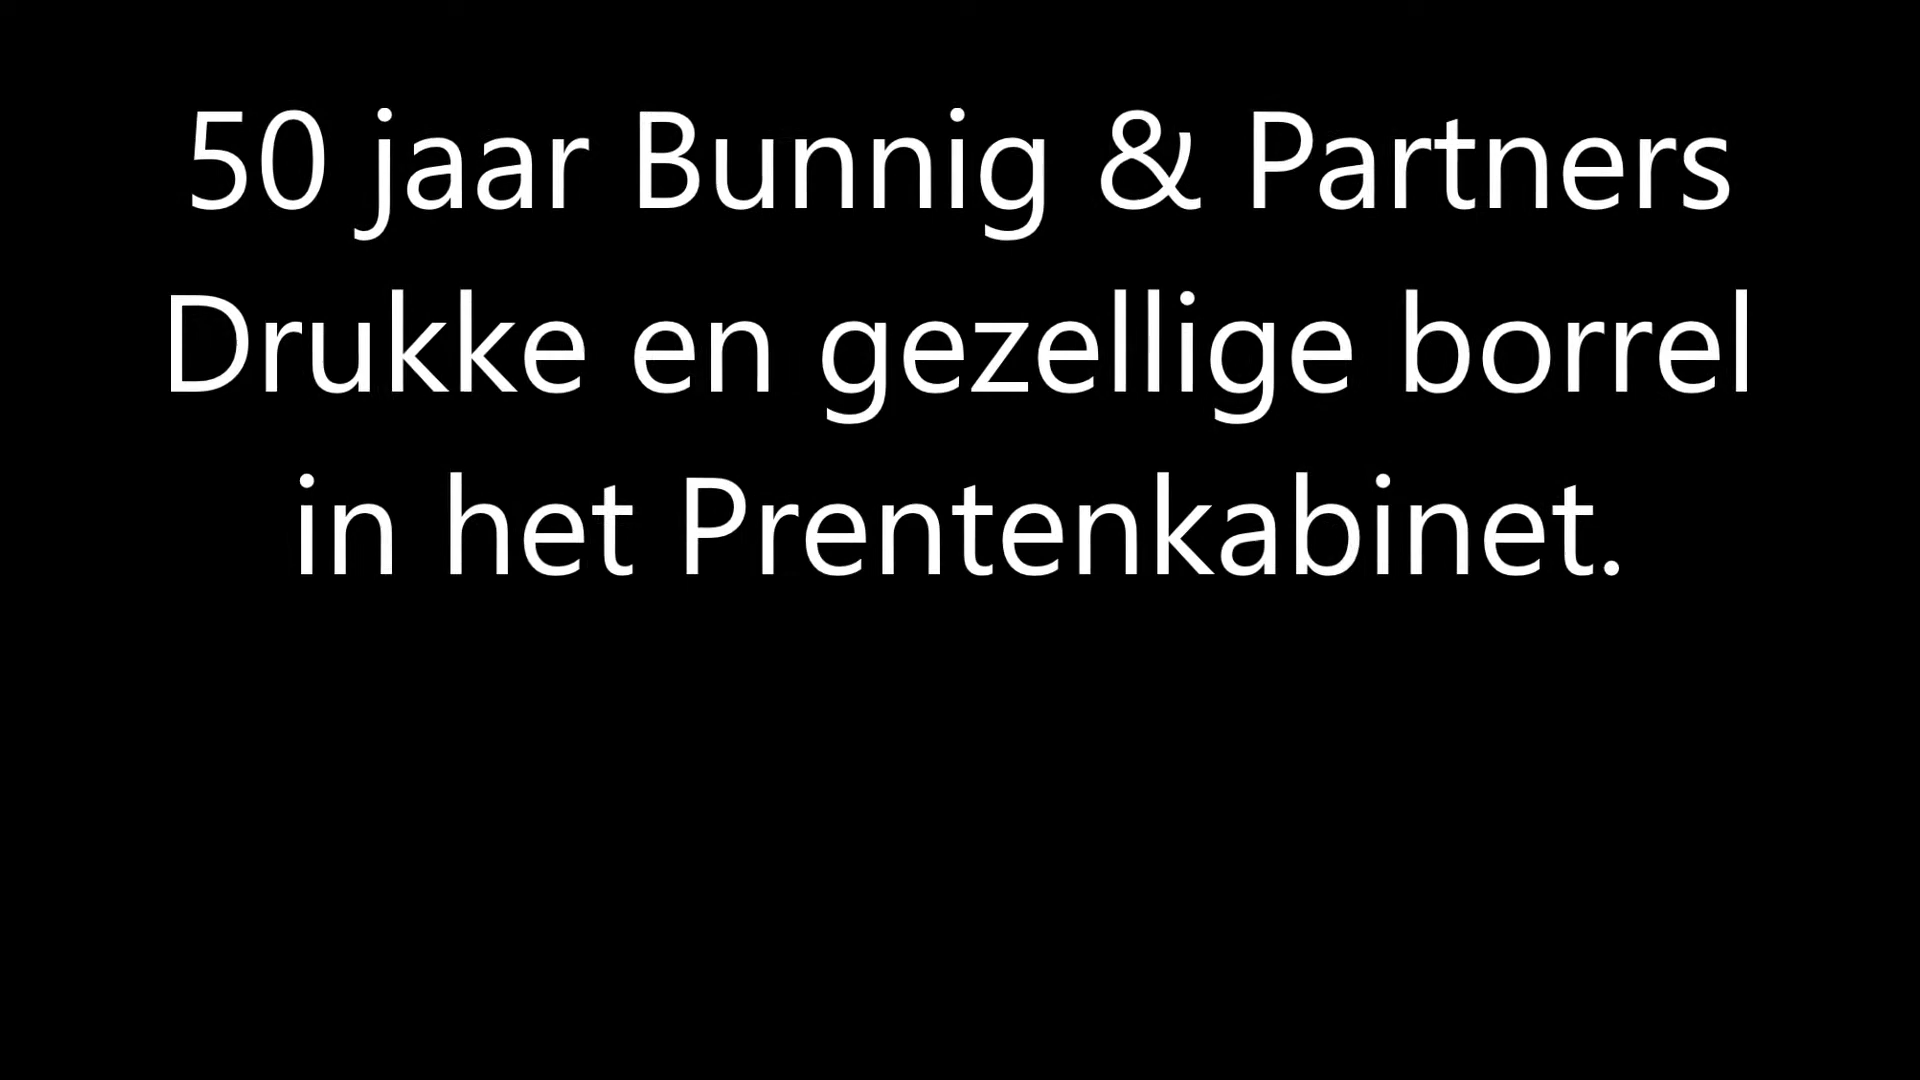 50 jaar Bunnig & Partners
Drukke en gezellige borrel
in het Prentenkabinet.